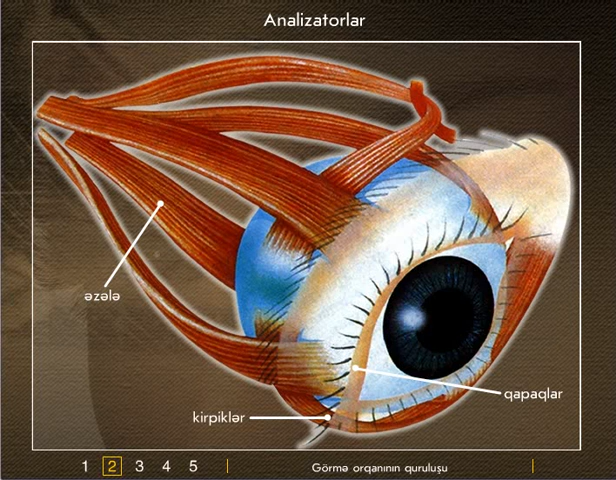 Analizatorlar
əzələ
qapaqlar
kirpiklər
1 2 3 4 5
Görmə orqanının quruluşu